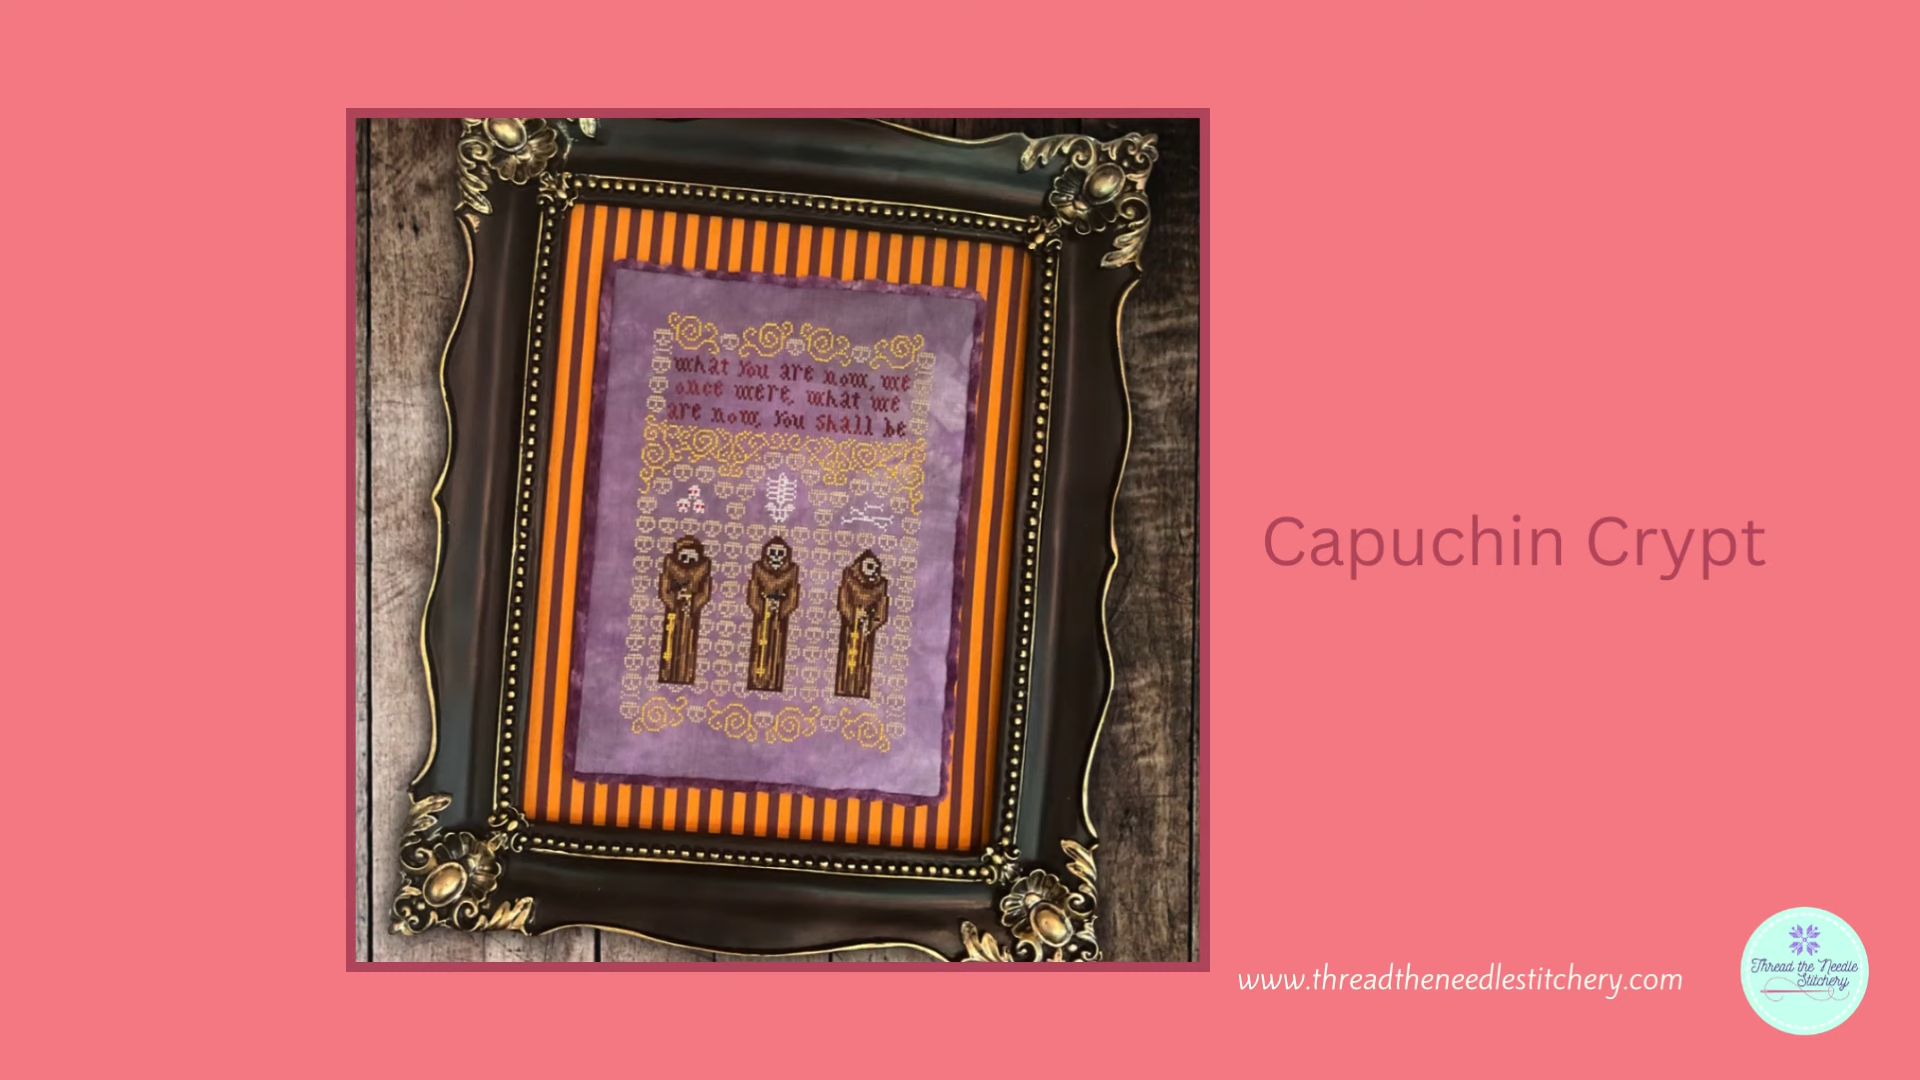 what you are now, we
once were, what we
are now, you shall be
Capuchin Crypt
www.threadtheneedlestitchery.com
Thread the Needle
Stitchery